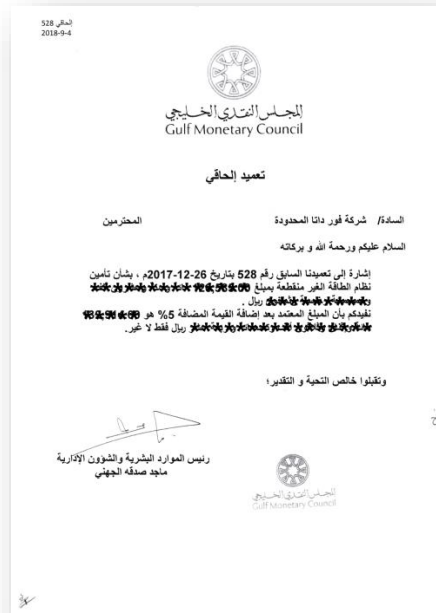 إلحاقي 528
2018-9-4
المجلس النقدي الخليجي
Gulf Monetary Council
تعميد إلحاقي
السادة/ شركة فور داتا المحدودة المحترمين
السلام عليكم ورحمة الله و بركاته
إشارة إلى تعميدنا السابق رقم 528 بتاريخ 26-12-2017م ، بشأن تأمين
نظام الطاقة الغير منقطعة بمبلغ
ريال .
نفيدكم بأن المبلغ المعتمد بعد إضافة القيمة المضافة 5% هو
ريال فقط لا غير.
وتقبلوا خالص التحية و التقدير؛
رئيس الموارد البشرية والشؤون الإدارية
ماجد صدقه الجهني
المجلس النقدي الخليجي
Gulf Monetary Council